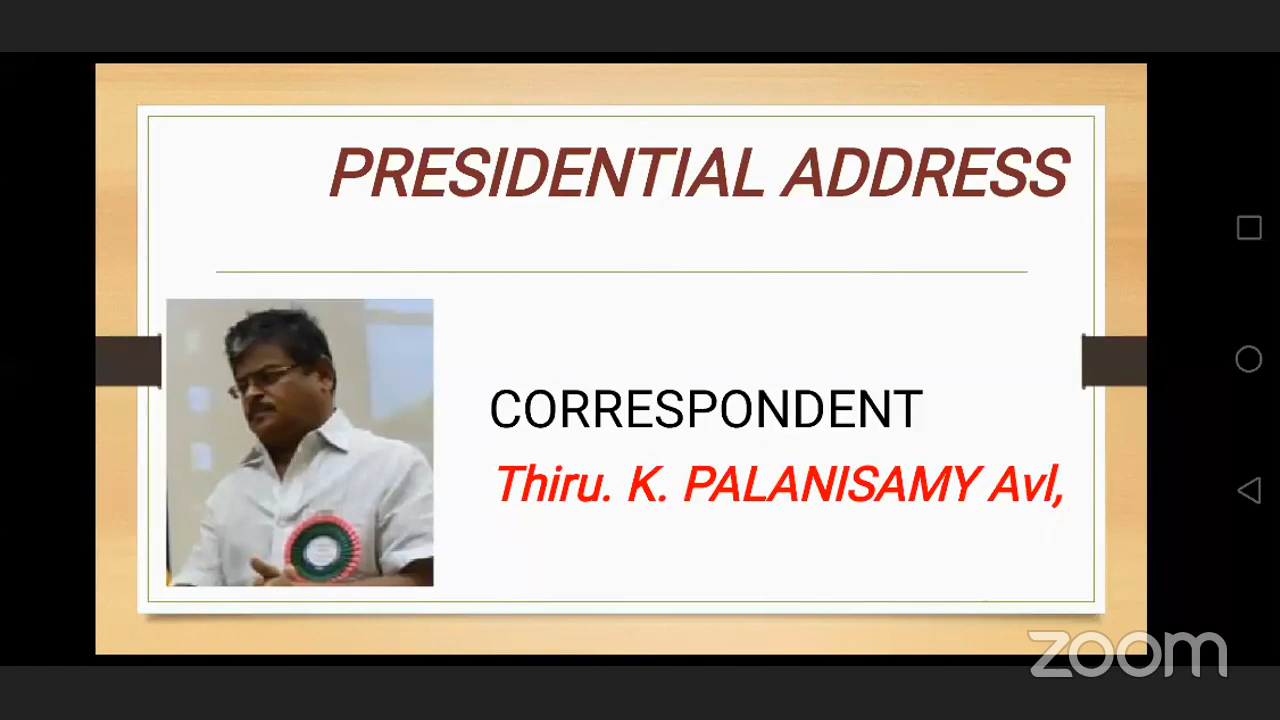 PRESIDENTIAL ADDRESS
CORRESPONDENT
Thiru. K. PALANISAMY Avl,
zoom